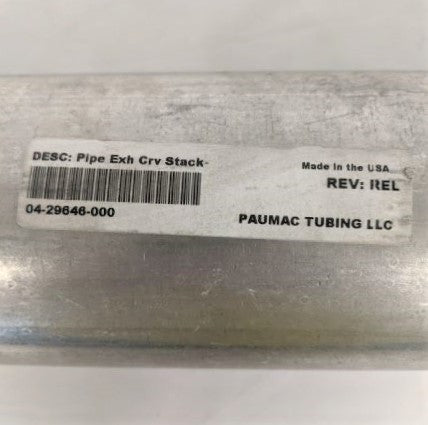 DESC: Pipe Exh Crv Stack-
Made in the USA
REV: REL
04-29646-000
PAUMAC TUBING LLC